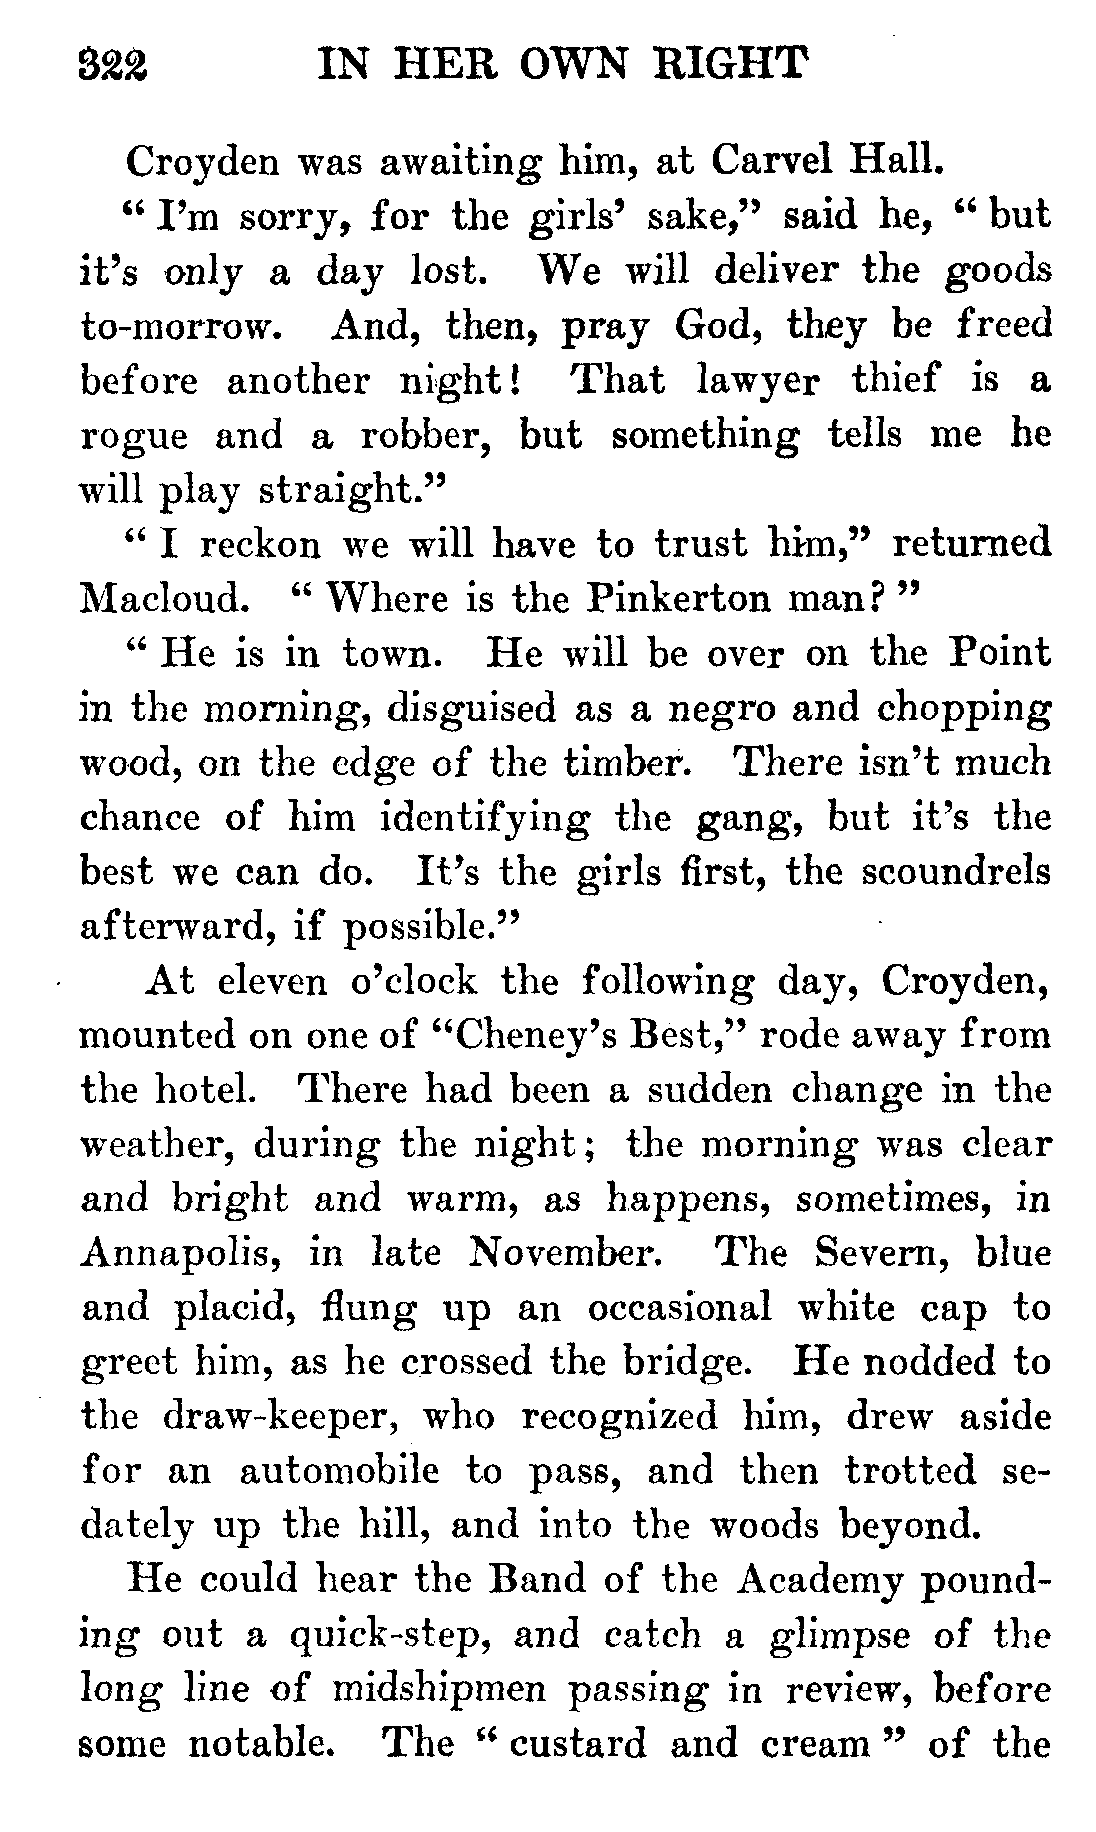 322 IN HER OWN RIGHT
Croyden was awaiting him, at Carvel Hall.
“ I’m sorry, for the girls’ sake,” said he, “ but
it’s only a day lost. We will deliver the goods
to-morrow. And, then, pray God, they be freed
before another night! That lawyer thief is a
rogue and a robber, but something tells me he
will play straight.”
“ I reckon we will have to trust him,” returned
Macloud. “ Where is the Pinkerton man? ”
“ He is in town. He will be over on the Point
in the morning, disguised as a negro and chopping
wood, on the edge of the timber. There isn’t much
chance of him identifying the gang, but it’s the
best we can do. It’s the girls first, the scoundrels
afterward, if possible.”
At eleven o’clock the following day, Croyden,
mounted on one of “Cheney’s Best,” rode away from
the hotel. There had been a sudden change in the
weather, during the night; the morning was clear
and bright and warm, as happens, sometimes, in
Annapolis, in late November. The Severn, blue
and placid, flung up an occasional white cap to
greet him, as he crossed the bridge. He nodded to
the draw-keeper, who recognized him, drew aside
for an automobile to pass, and then trotted se-
dately up the hill, and into the woods beyond.
He could hear the Band of the Academy pound-
ing out a quick-step, and catch a glimpse of the
long line of midshipmen passing in review, before
some notable. The “ custard and cream ” of the